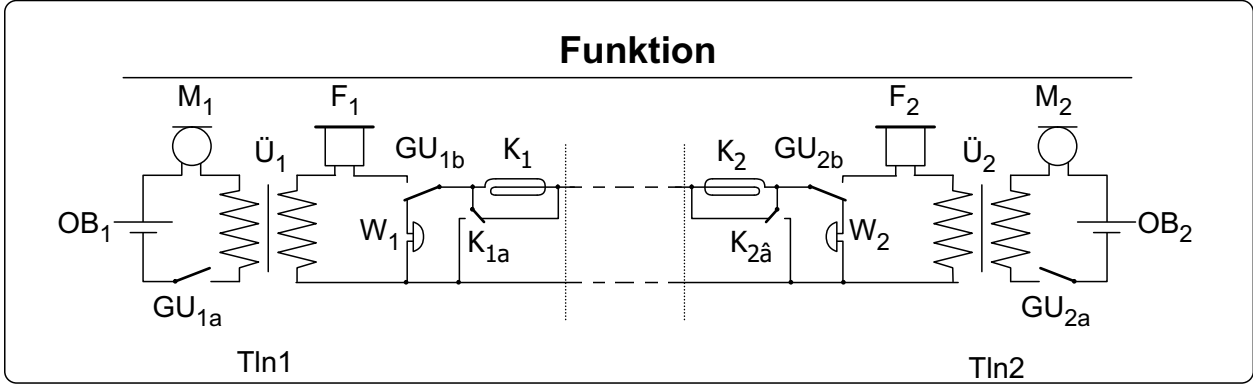 Funktion
M1
F1
F2
M2
Ü1
GU1b
K1
K2
GU2b
Ü2
OB1
W1
K1a
K2â
W2
OB2
GU1a
GU2a
Tln1
Tln2